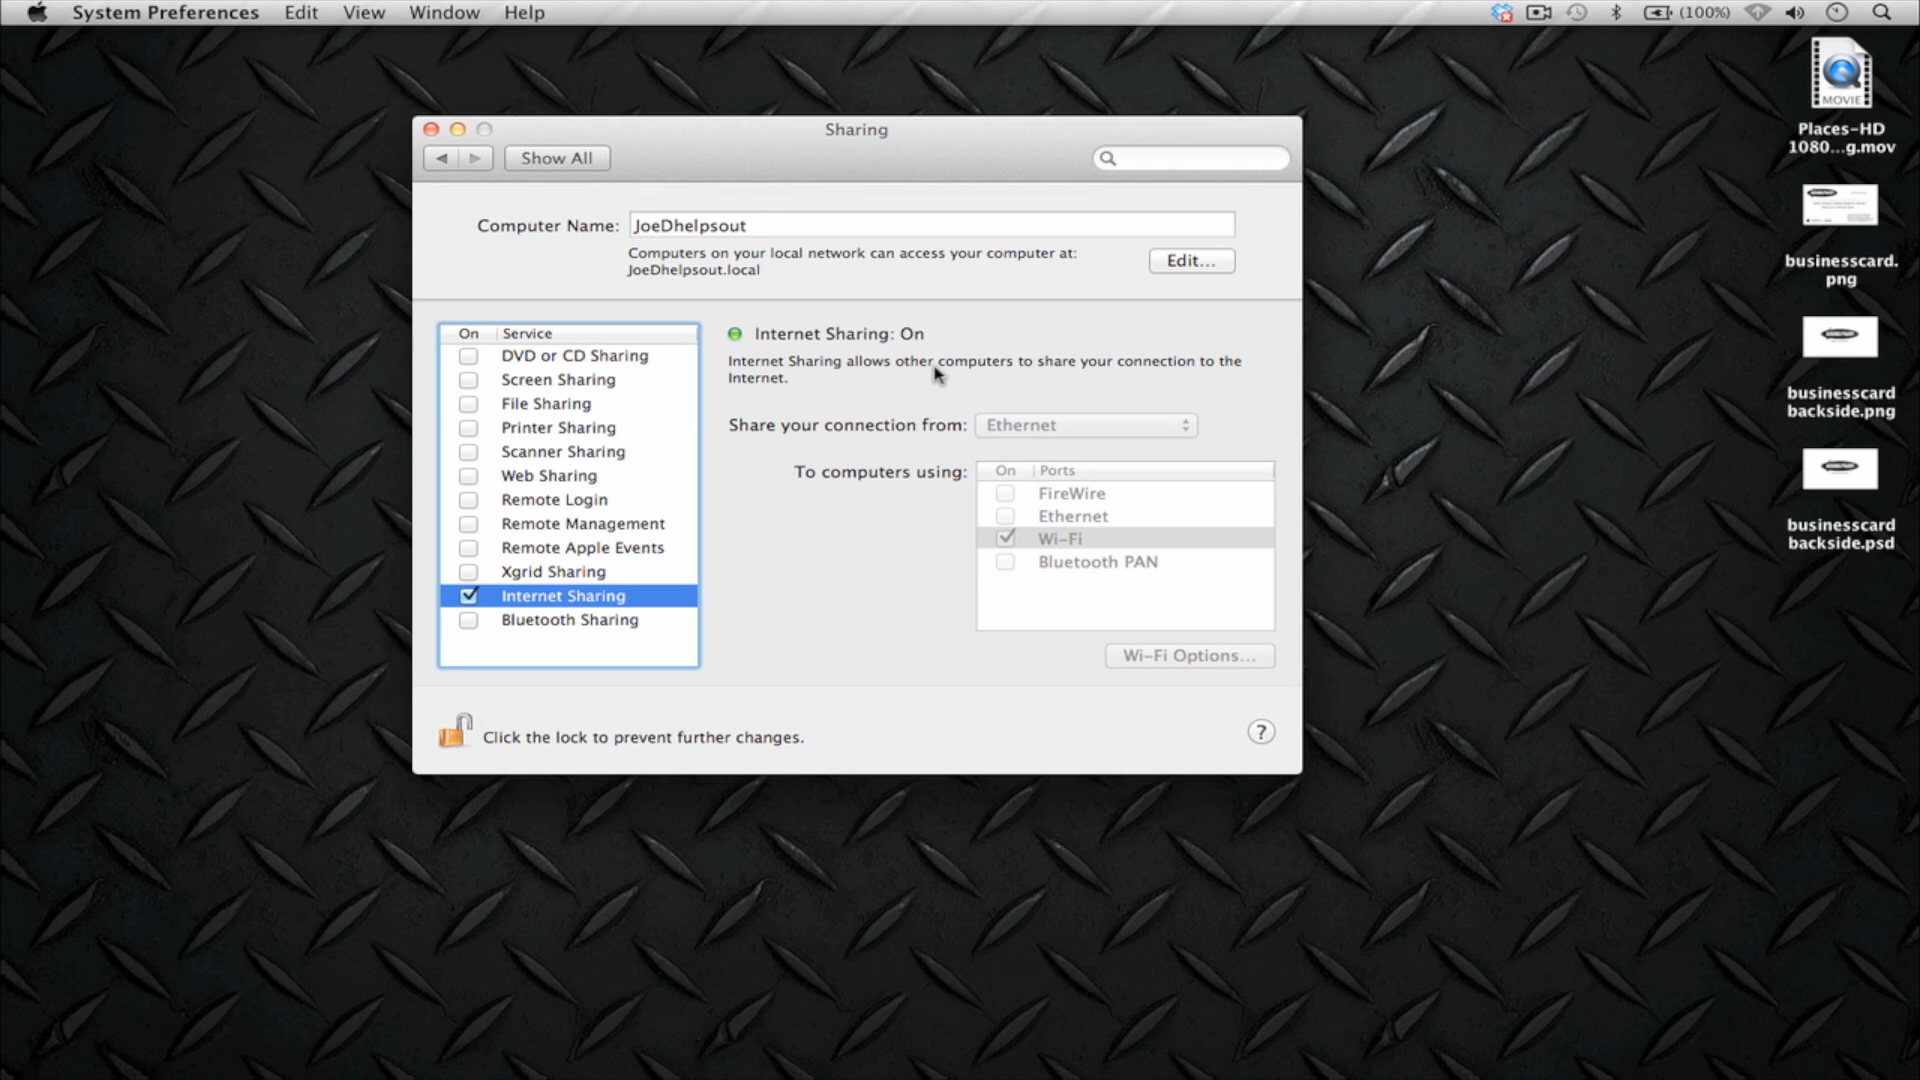 System Preferences Edit View Window Help (100%)
Sharing
Show All
Computer Name: JoeDhelpsout
Computers on your local network can access your computer at:
JoeDhelpsout.local
Edit...
On Service
DVD or CD Sharing
Screen Sharing
File Sharing
Printer Sharing
Scanner Sharing
Web Sharing
Remote Login
Remote Management
Remote Apple Events
Xgrid Sharing
Internet Sharing
Bluetooth Sharing
Internet Sharing: On
Internet Sharing allows other computers to share your connection to the
Internet.
Share your connection from: Ethernet
To computers using:
On Ports
FireWire
Ethernet
Wi-Fi
Bluetooth PAN
Wi-Fi Options...
Click the lock to prevent further changes.
?
MOVIE
Places-HD
1080...g.mov
businesscard.
png
businesscard
backside.png
businesscard
backside.psd